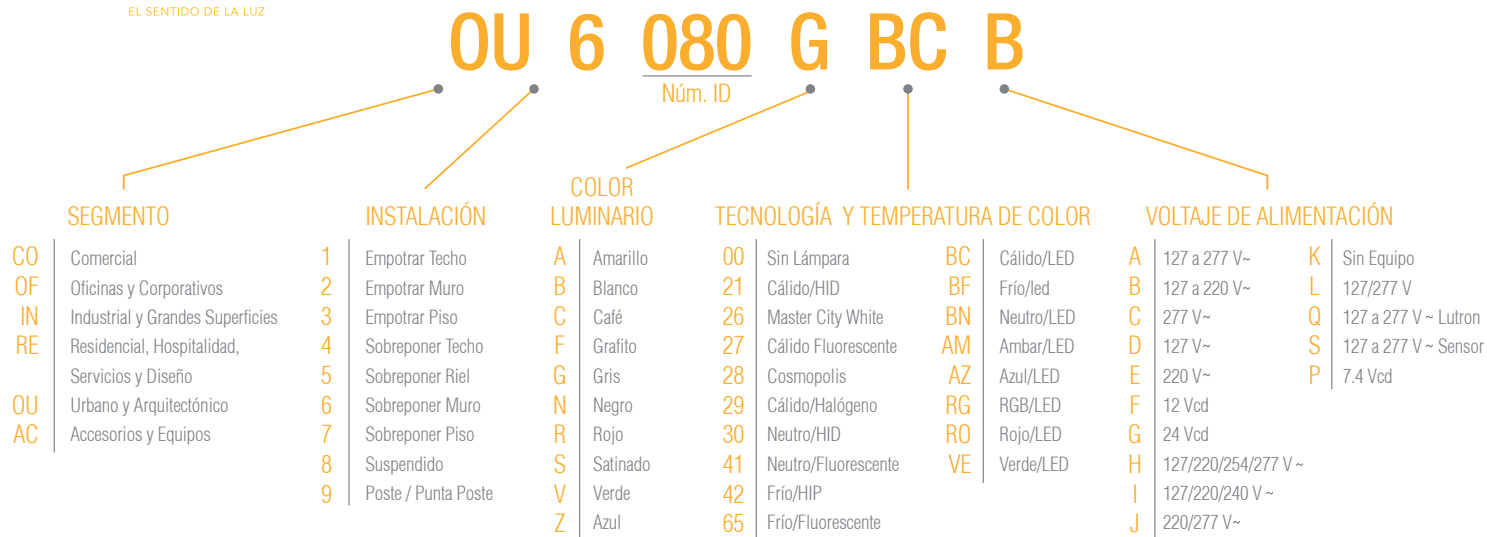 EL SENTIDO DE LA LUZ
OU 6 080 G BC B
Núm. ID
SEGMENTO
CO Comercial
OF Oficinas y Corporativos
IN Industrial y Grandes Superficies
RE Residencial, Hospitalidad,
Servicios y Diseño
OU Urbano y Arquitectónico
AC Accesorios y Equipos
INSTALACIÓN
1 Empotrar Techo
2 Empotrar Muro
3 Empotrar Piso
4 Sobreponer Techo
5 Sobreponer Riel
6 Sobreponer Muro
7 Sobreponer Piso
8 Suspendido
9 Poste / Punta Poste
COLOR
LUMINARIO
A Amarillo
B Blanco
C Café
F Grafito
G Gris
N Negro
R Rojo
S Satinado
V Verde
Z Azul
TECNOLOGÍA Y TEMPERATURA DE COLOR
00 Sin Lámpara
21 Cálido/HID
26 Master City White
27 Cálido Fluorescente
28 Cosmopolis
29 Cálido/Halógeno
30 Neutro/HID
41 Neutro/Fluorescente
42 Frío/HIP
65 Frío/Fluorescente
BC Cálido/LED
BF Frío/led
BN Neutro/LED
AM Ambar/LED
AZ Azul/LED
RG RGB/LED
RO Rojo/LED
VE Verde/LED
VOLTAJE DE ALIMENTACIÓN
A 127 a 277 V~
B 127 a 220 V~
C 277 V~
D 127 V~
E 220 V~
F 12 Vcd
G 24 Vcd
H 127/220/254/277 V ~
I 127/220/240 V ~
J 220/277 V~
K Sin Equipo
L 127/277 V
Q 127 a 277 V ~ Lutron
S 127 a 277 V ~ Sensor
P 7.4 Vcd